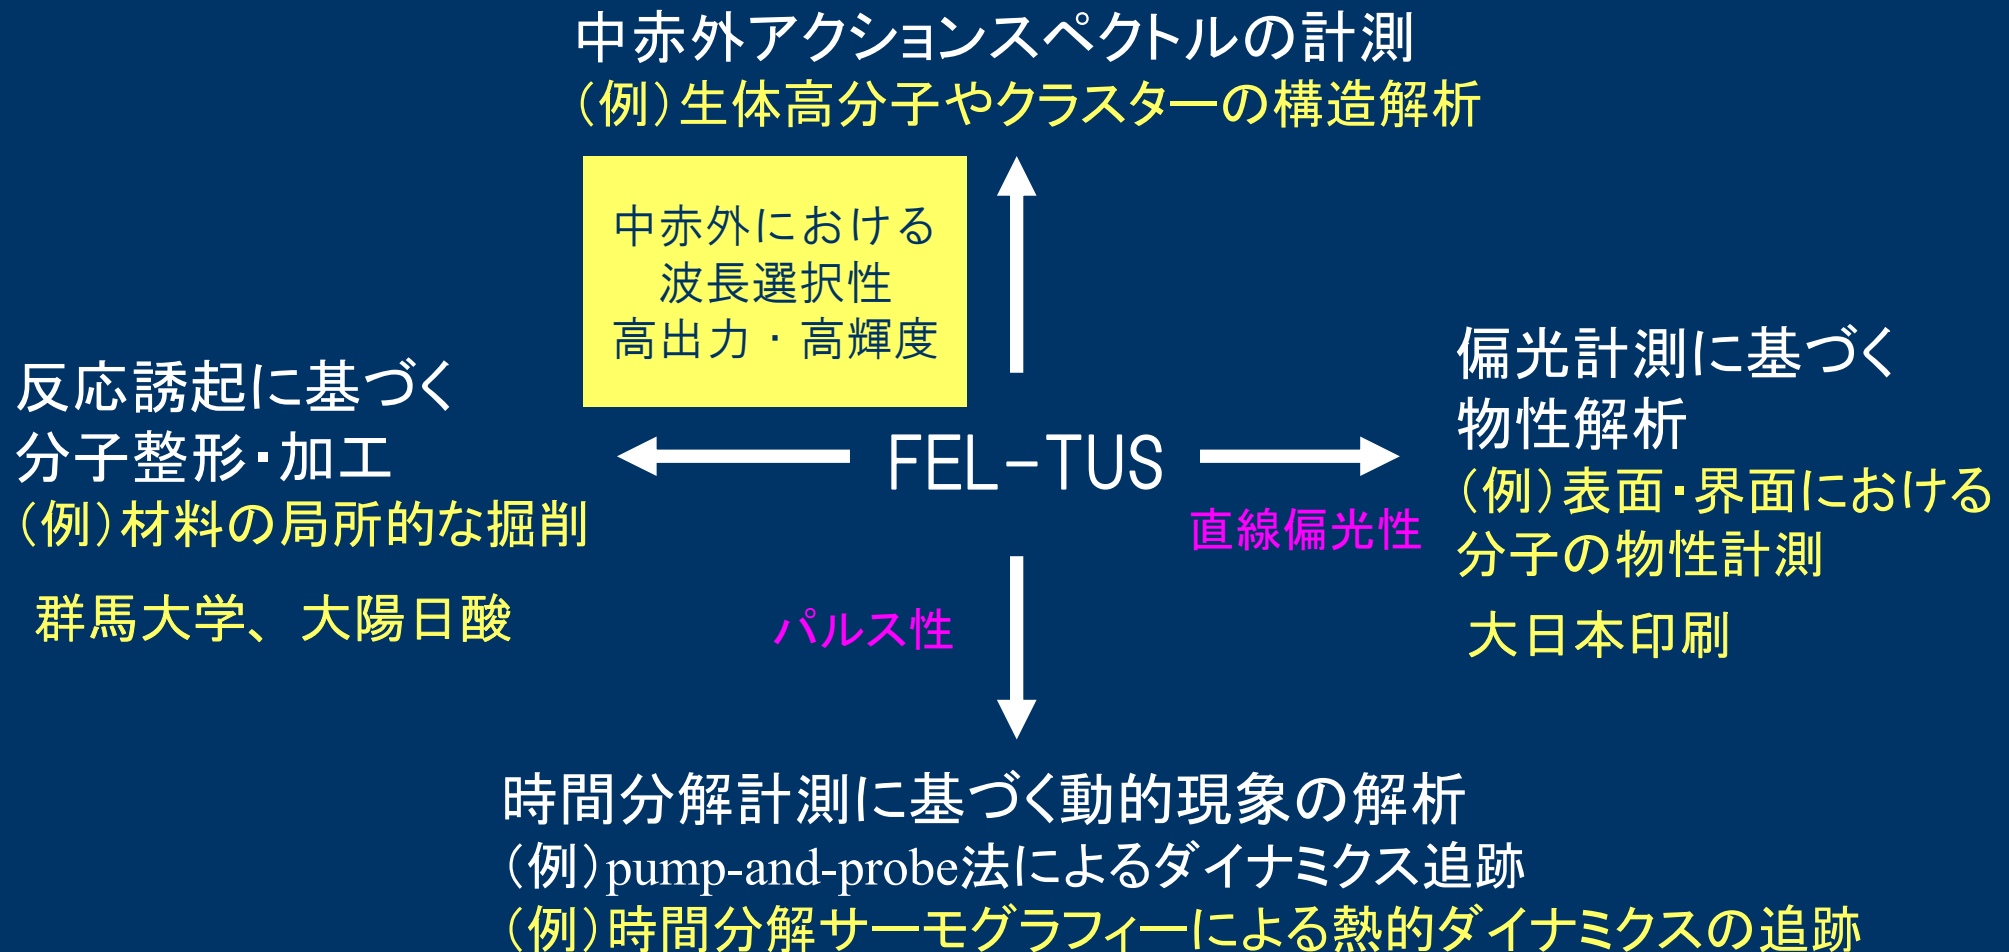 中赤外アクションスペクトルの計測
（例）生体高分子やクラスターの構造解析
中赤外における
波長選択性
高出力・高輝度
反応誘起に基づく
分子整形・加工
（例）材料の局所的な掘削
群馬大学、大陽日酸
FEL-TUS
直線偏光性
偏光計測に基づく
物性解析
（例）表面・界面における
分子の物性計測
大日本印刷
パルス性
時間分解計測に基づく動的現象の解析
（例）pump-and-probe法によるダイナミクス追跡
（例）時間分解サーモグラフィーによる熱的ダイナミクスの追跡